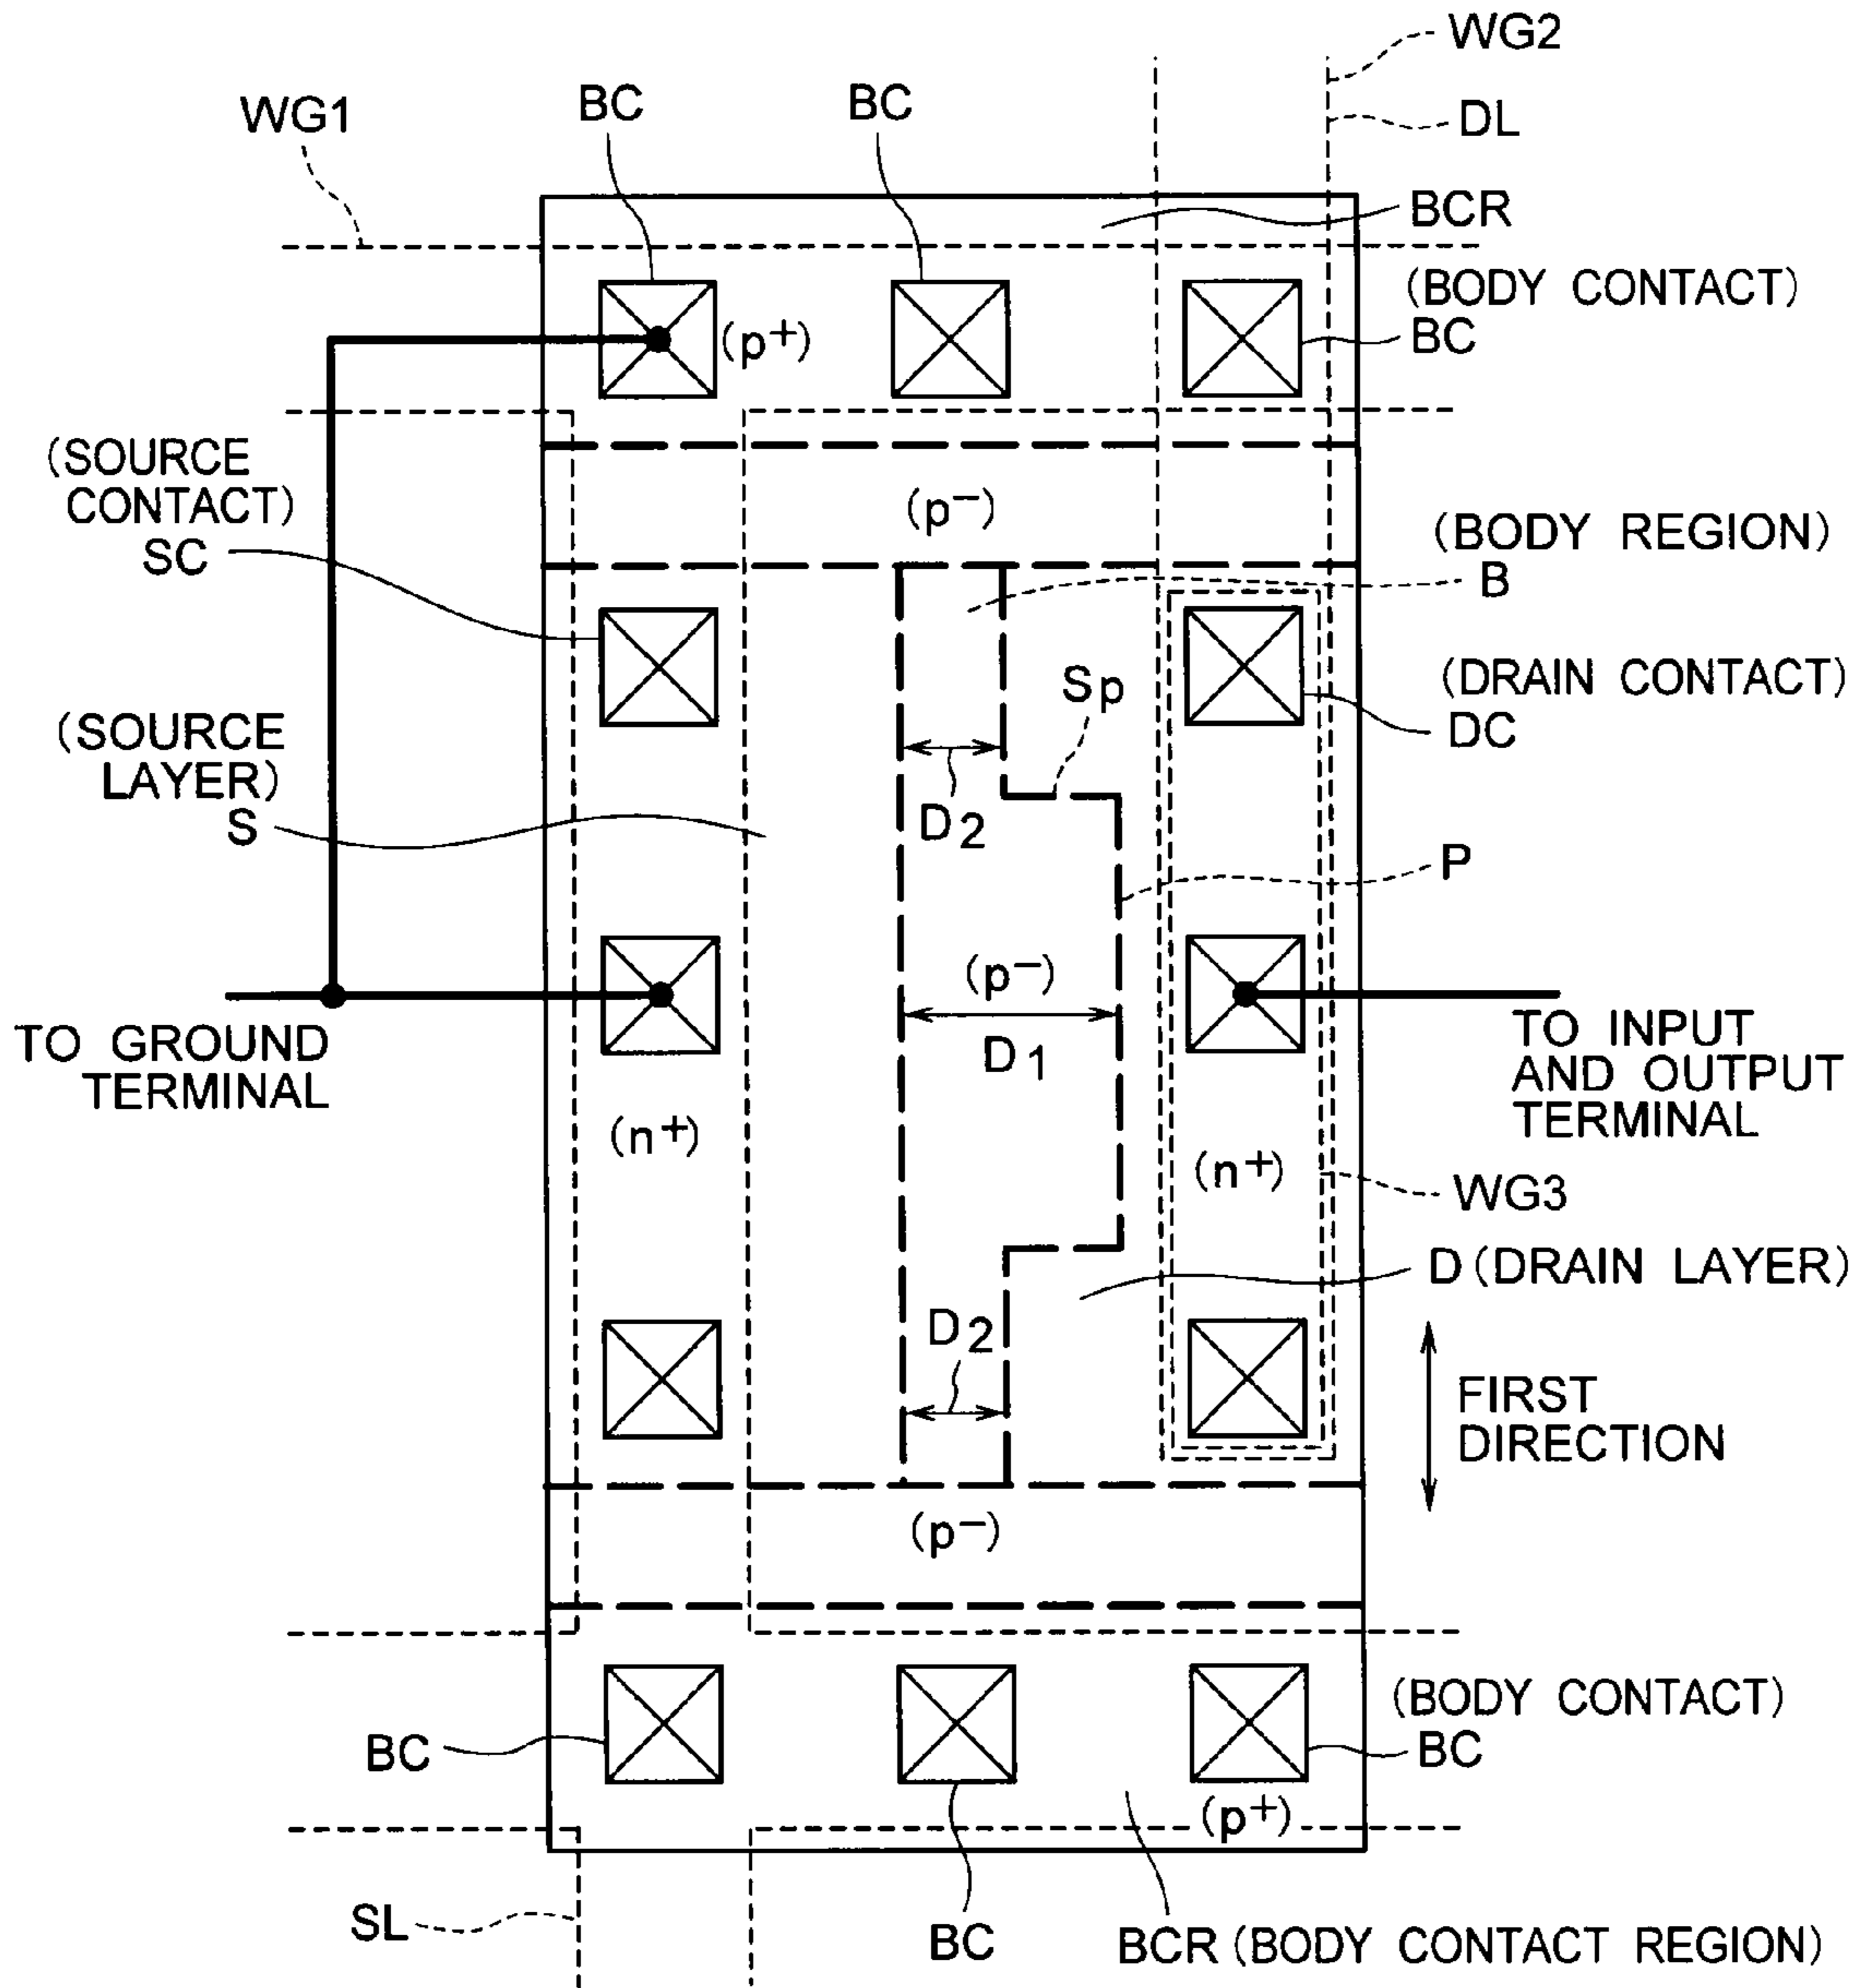 WG2
DL
WG1
BC
BC
BCR
(BODY CONTACT)
BC
(p+)
(SOURCE
CONTACT)
SC
(p−)
(BODY REGION)
B
Sp
(DRAIN CONTACT)
DC
(SOURCE
LAYER)
S
D2
P
(p−)
D1
TO GROUND
TERMINAL
TO INPUT
AND OUTPUT
TERMINAL
(n+)
(n+)
WG3
D (DRAIN LAYER)
D2
FIRST
DIRECTION
(p−)
(BODY CONTACT)
BC
BC
(p+)
SL
BC
BCR (BODY CONTACT REGION)